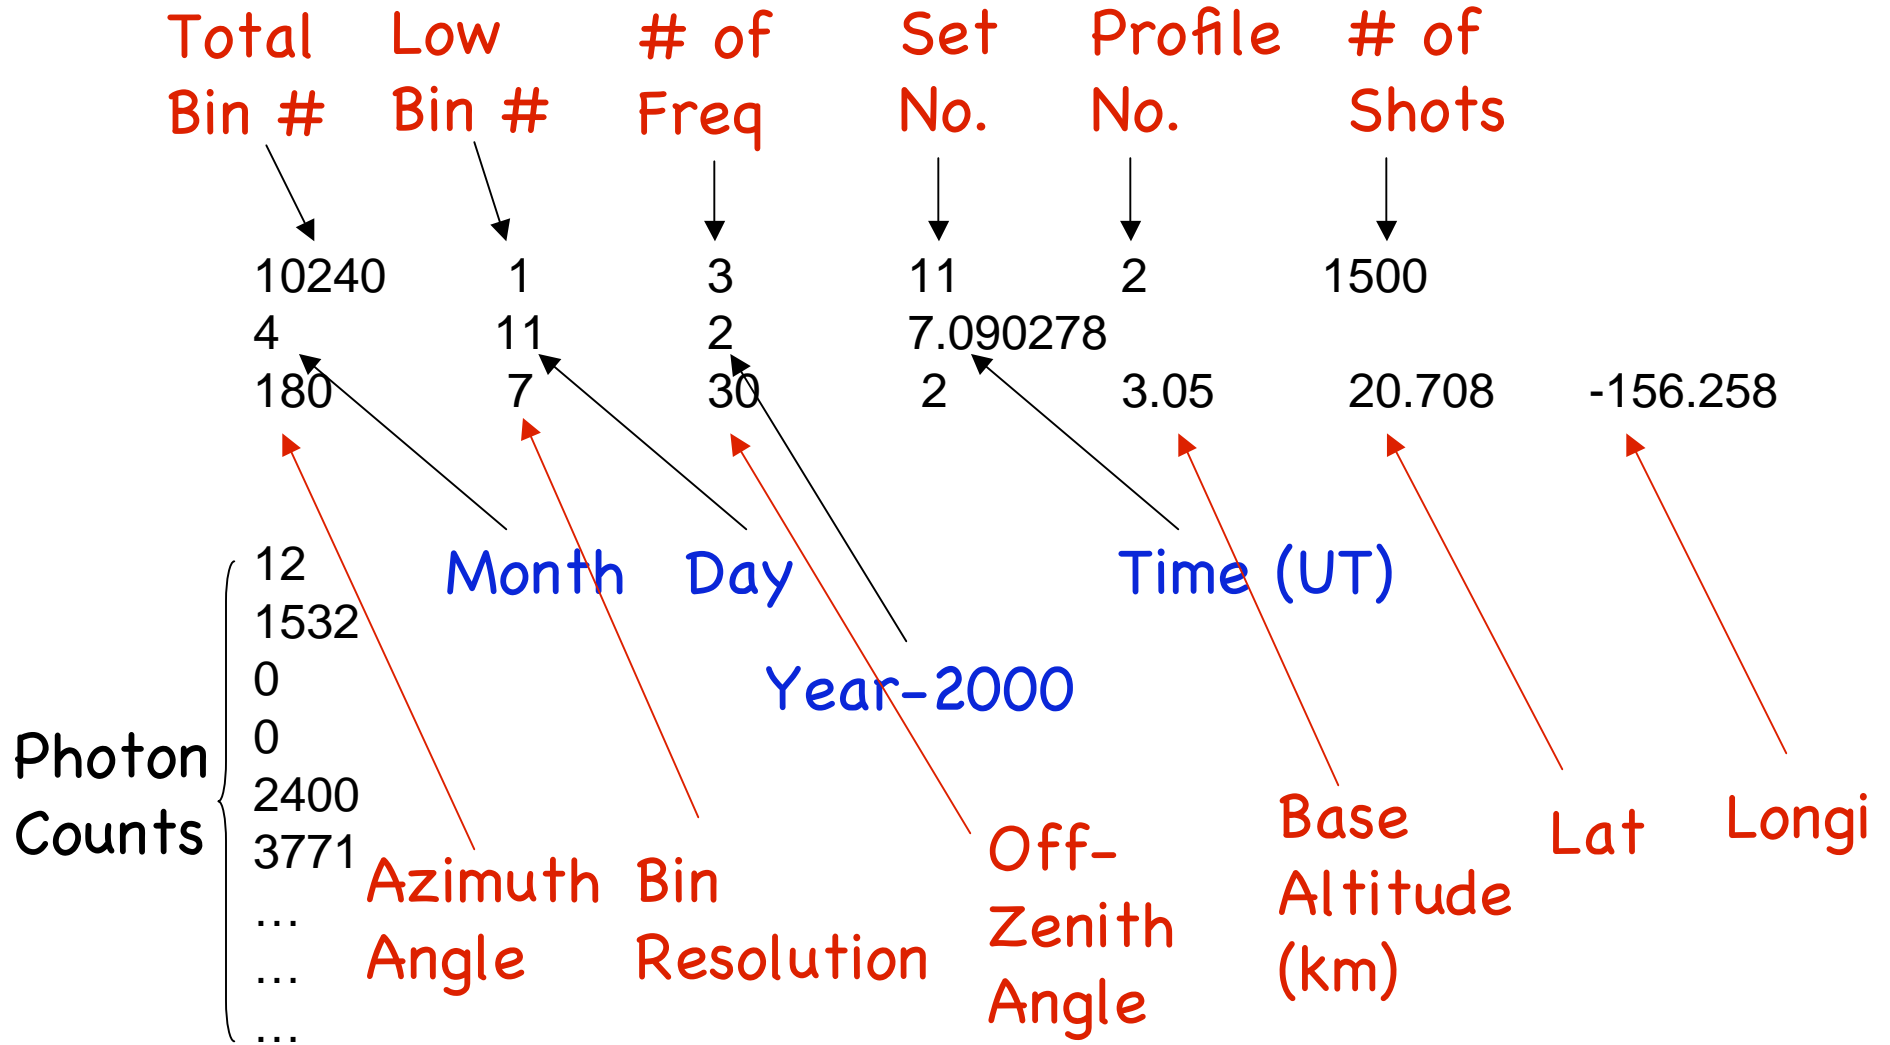 Total Low # of Set Profile # of
Bin # Bin # Freq No. No. Shots
10240 1 3 11 2 1500
4 11 2 7.090278
180 7 30 2 3.05 20.708 -156.258
12
Month Day Time (UT)
1532
0
Year-2000
0
Photon
Counts
2400
3771
...
...
...
Azimuth
Angle
Bin
Resolution
Off-
Zenith
Angle
Base
Altitude
(km)
Lat
Longi